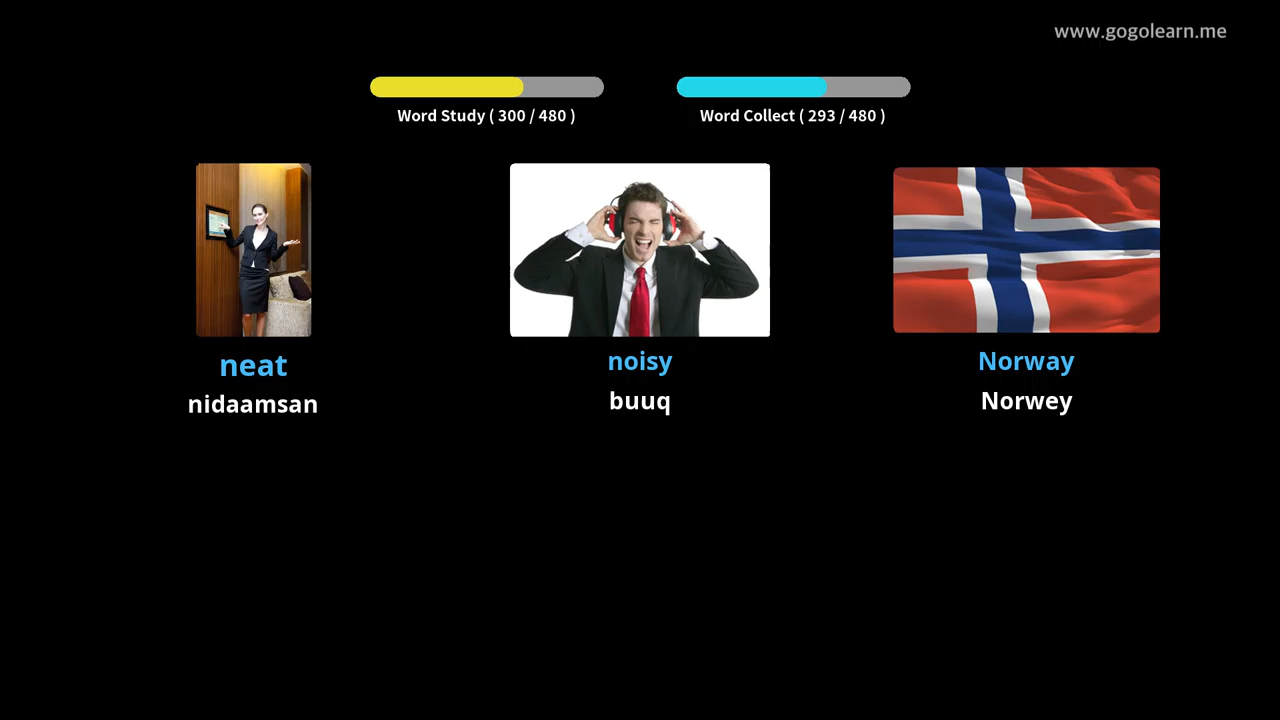 www.gogolearn.me
Word Study ( 300 / 480 )
Word Collect ( 293 / 480 )
neat
nidaamsan
noisy
buuq
Norway
Norwey